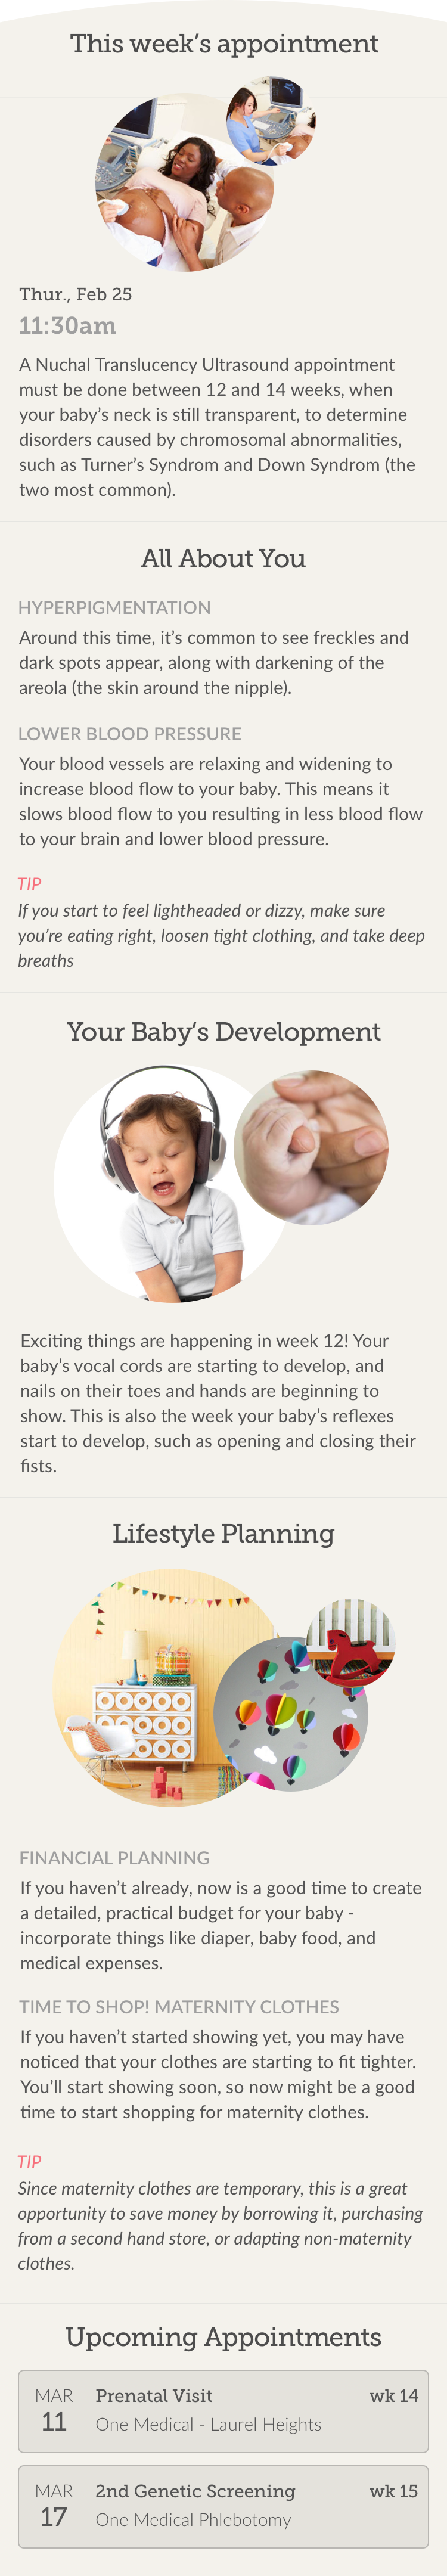 This week's appointment
Thur., Feb 25
11:30am
A Nuchal Translucency Ultrasound appointment
must be done between 12 and 14 weeks, when
your baby's neck is still transparent, to determine
disorders caused by chromosomal abnormalities,
such as Turner's Syndrom and Down Syndrom (the
two most common).
All About You
HYPERPIGMENTATION
Around this time, it's common to see freckles and
dark spots appear, along with darkening of the
areola (the skin around the nipple).
LOWER BLOOD PRESSURE
Your blood vessels are relaxing and widening to
increase blood flow to your baby. This means it
slows blood flow to you resulting in less blood flow
to your brain and lower blood pressure.
TIP
If you start to feel lightheaded or dizzy, make sure
you're eating right, loosen tight clothing, and take deep
breaths
Your Baby's Development
Exciting things are happening in week 12! Your
baby's vocal cords are starting to develop, and
nails on their toes and hands are beginning to
show. This is also the week your baby's reflexes
start to develop, such as opening and closing their
fists.
Lifestyle Planning
FINANCIAL PLANNING
If you haven't already, now is a good time to create
a detailed, practical budget for your baby -
incorporate things like diaper, baby food, and
medical expenses.
TIME TO SHOP! MATERNITY CLOTHES
If you haven't started showing yet, you may have
noticed that your clothes are starting to fit tighter.
You'll start showing soon, so now might be a good
time to start shopping for maternity clothes.
TIP
Since maternity clothes are temporary, this is a great
opportunity to save money by borrowing it, purchasing
from a second hand store, or adapting non-maternity
clothes.
Upcoming Appointments
MAR Prenatal Visit wk 14
11 One Medical - Laurel Heights
MAR 2nd Genetic Screening wk 15
17 One Medical Phlebotomy